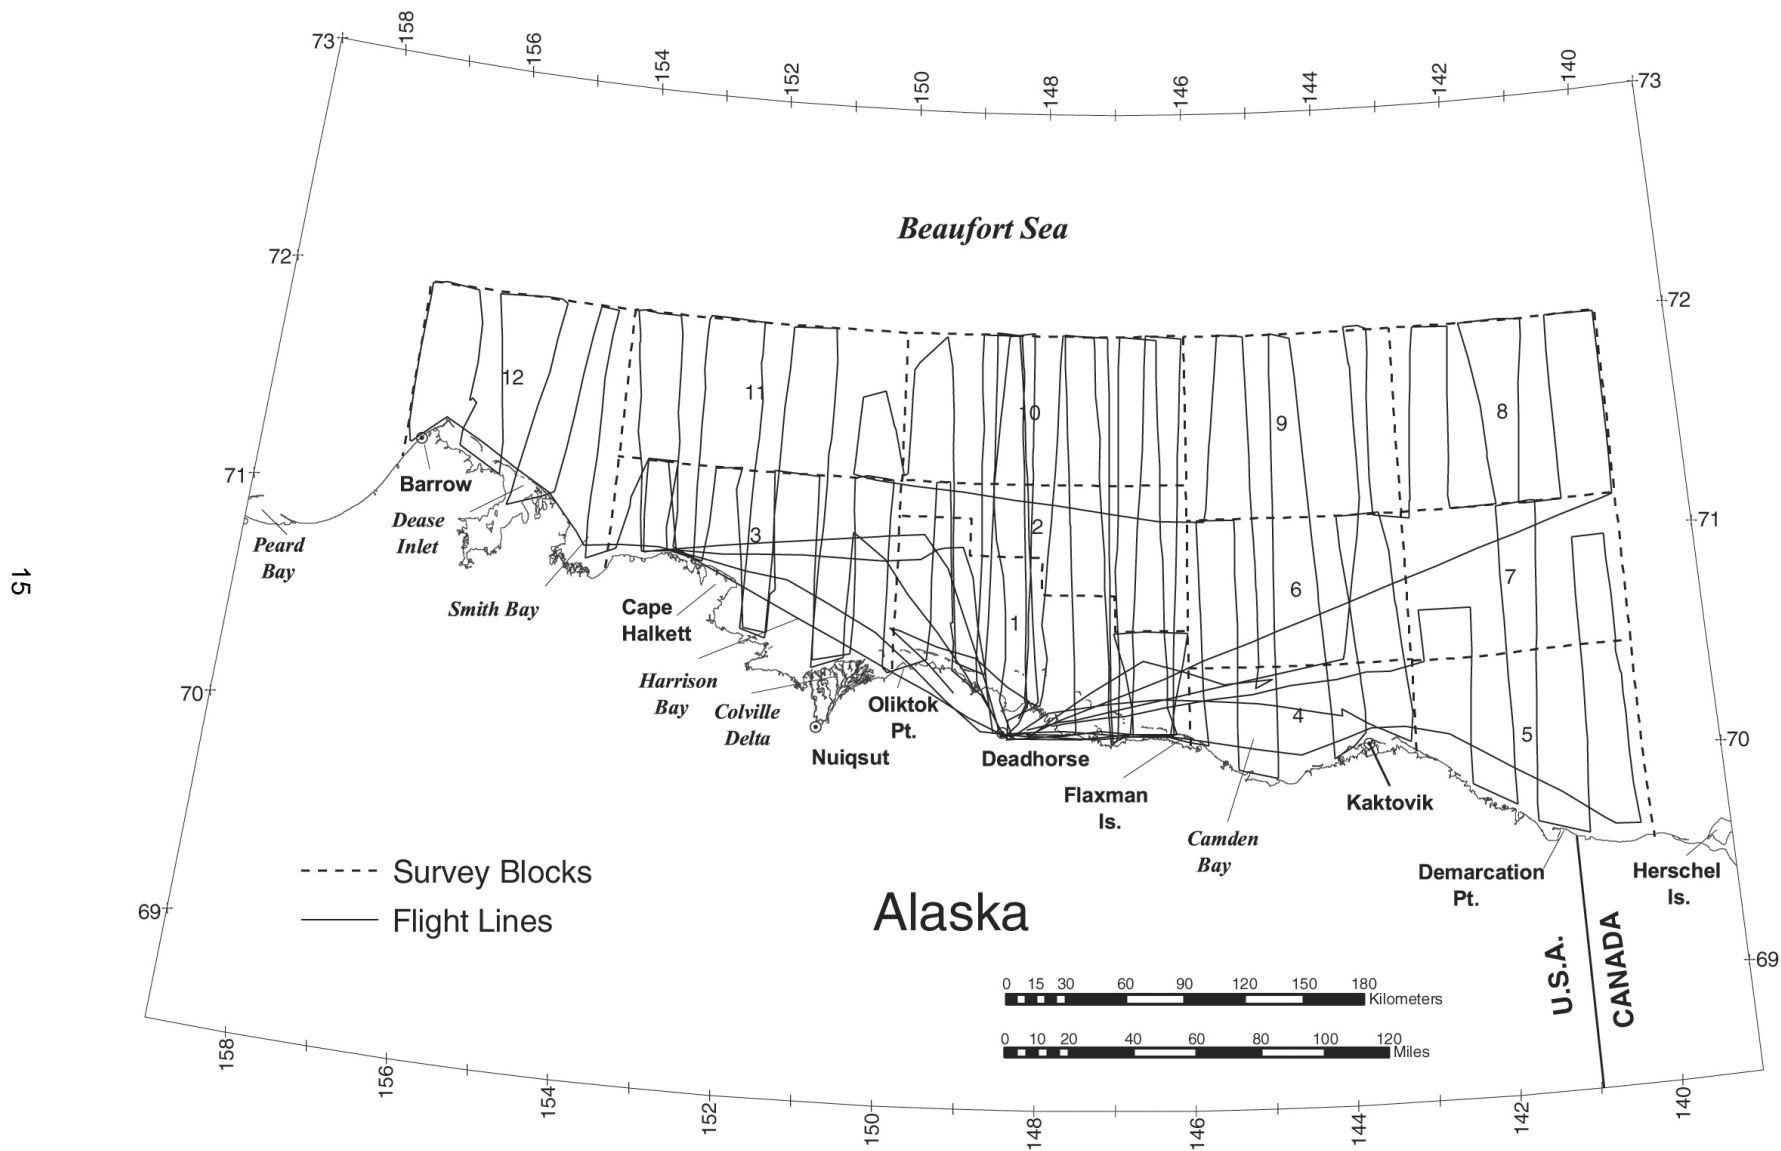 158
156
154
152
150
148
146
144
142
140
73
73
Beaufort Sea
72
72
12
11
10
9
8
71
71
Barrow
Dease
Inlet
Peard
Bay
3
2
15
Smith Bay
Cape
Halkett
1
6
7
Harrison
Bay
70
70
Colville
Delta
Oliktok
Pt.
4
5
Nuiqsut
Deadhorse
Flaxman
Is.
Kaktovik
Camden
Bay
Demarcation
Pt.
Herschel
Is.
Survey Blocks
Flight Lines
Alaska
69
69
U.S.A.
CANADA
0 15 30 60 90 120 150 180
Kilometers
0 10 20 40 60 80 100 120
Miles
158
156
154
152
150
148
146
144
142
140